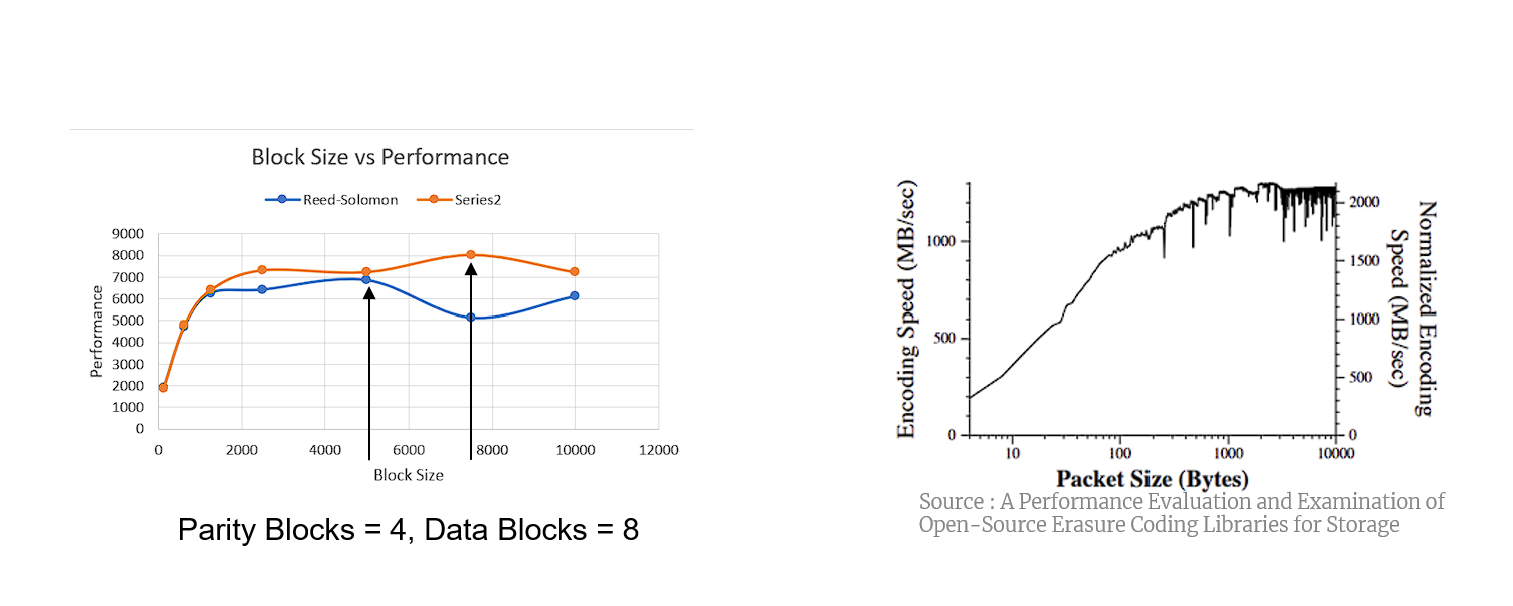 Block Size vs Performance
Reed-Solomon Series2
9000
8000
7000
6000
5000
4000
3000
2000
1000
0
Performance
0 2000 4000 6000 8000 10000 12000
Block Size
Parity Blocks = 4, Data Blocks = 8
Encoding Speed (MB/sec)
1000
500
0
2000
1500
1000
500
0
Normalized Encoding
Speed (MB/sec)
10 100 1000 10000
Packet Size (Bytes)
Source : A Performance Evaluation and Examination of
Open-Source Erasure Coding Libraries for Storage